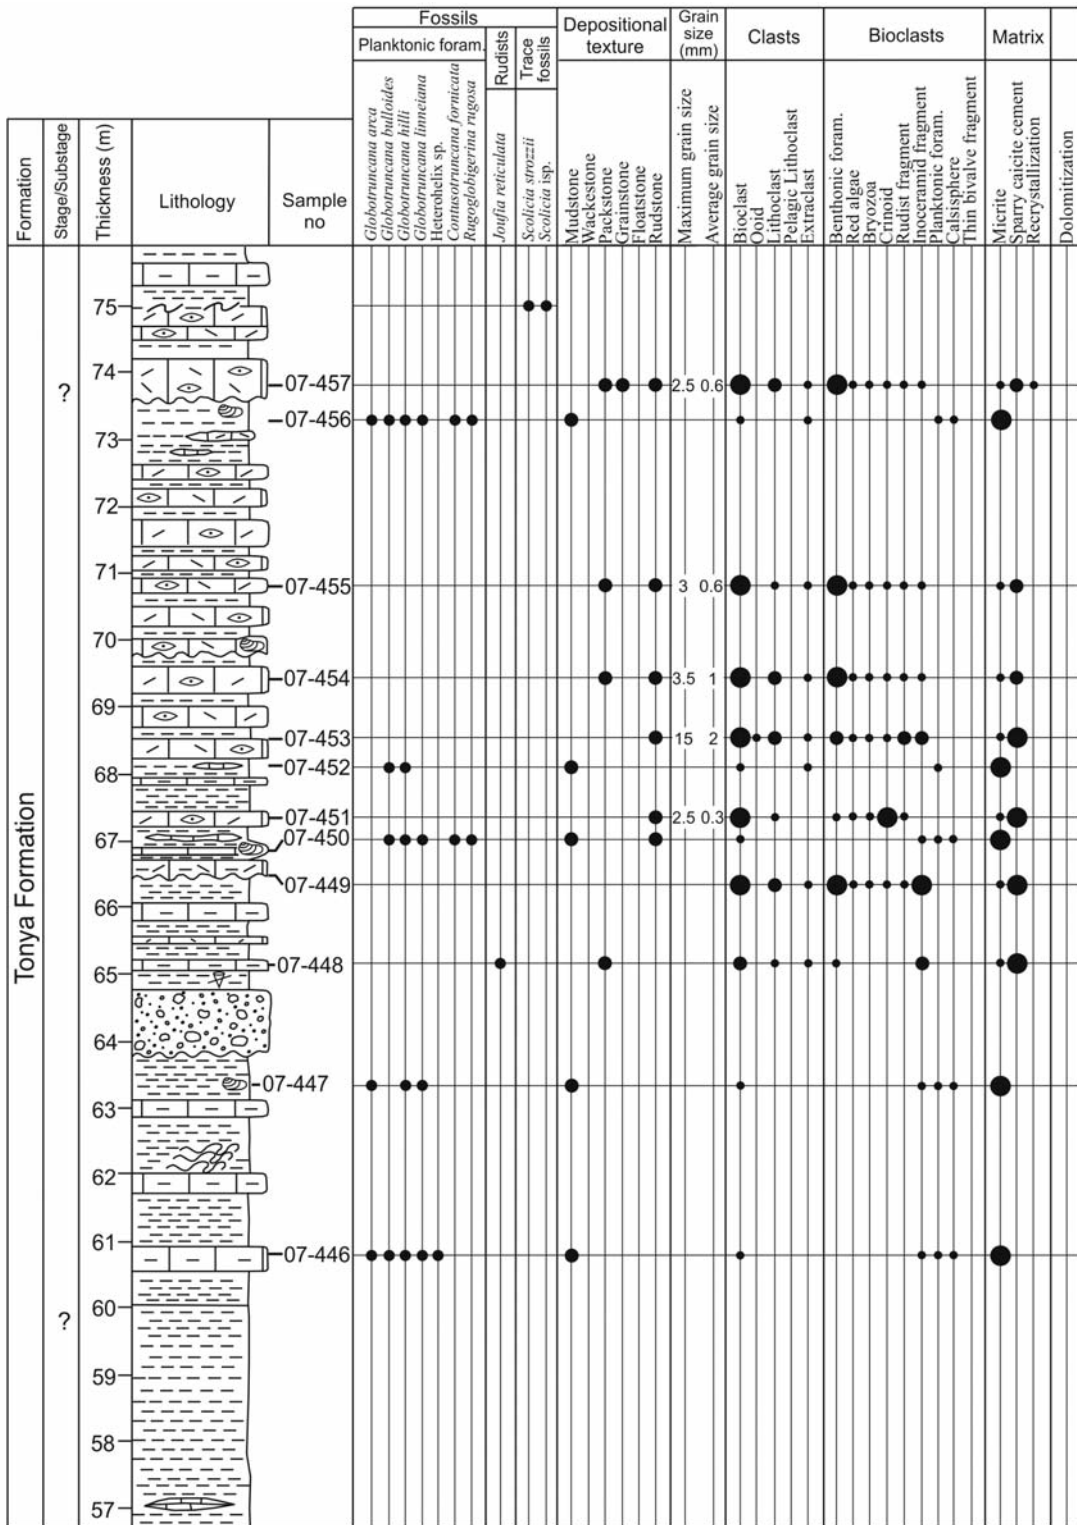 Fossils
Depositional texture
Grain size (mm)
Clasts
Bioclasts
Matrix
Planktonic foram.
Rudists
Trace fossils
Formation
Stage/Substage
Thickness (m)
Lithology
Sample no
Globotruncana arca
Globotruncana bulloides
Globotruncana hilli
Globotruncana linneiana
Heterohelix sp.
Contusotruncana fornicata
Rugoglobigerina rugosa
Joufia reticulata
Scolicia strozzii
Scolicia isp.
Mudstone
Wackestone
Packstone
Grainstone
Floatstone
Rudstone
Maximum grain size
Average grain size
Bioclast
Ooid
Lithoclast
Pelagic Lithoclast
Extraclast
Benthonic foram.
Red algae
Bryozoa
Crinoid
Rudist fragment
Inoceramid fragment
Planktonic foram.
Calsisphere
Thin bivalve fragment
Micrite
Sparry calcite cement
Recrystallization
Dolomitization
Tonya Formation
75
74
?
07-457 2.5 0.6
07-456
73
72
71
07-455 3 0.6
70
07-454 3.5 1
69
07-453 15 2
07-452
68
07-451 2.5 0.3
07-450
67
07-449
66
07-448
65
64
07-447
63
62
61
07-446
60
?
59
58
57